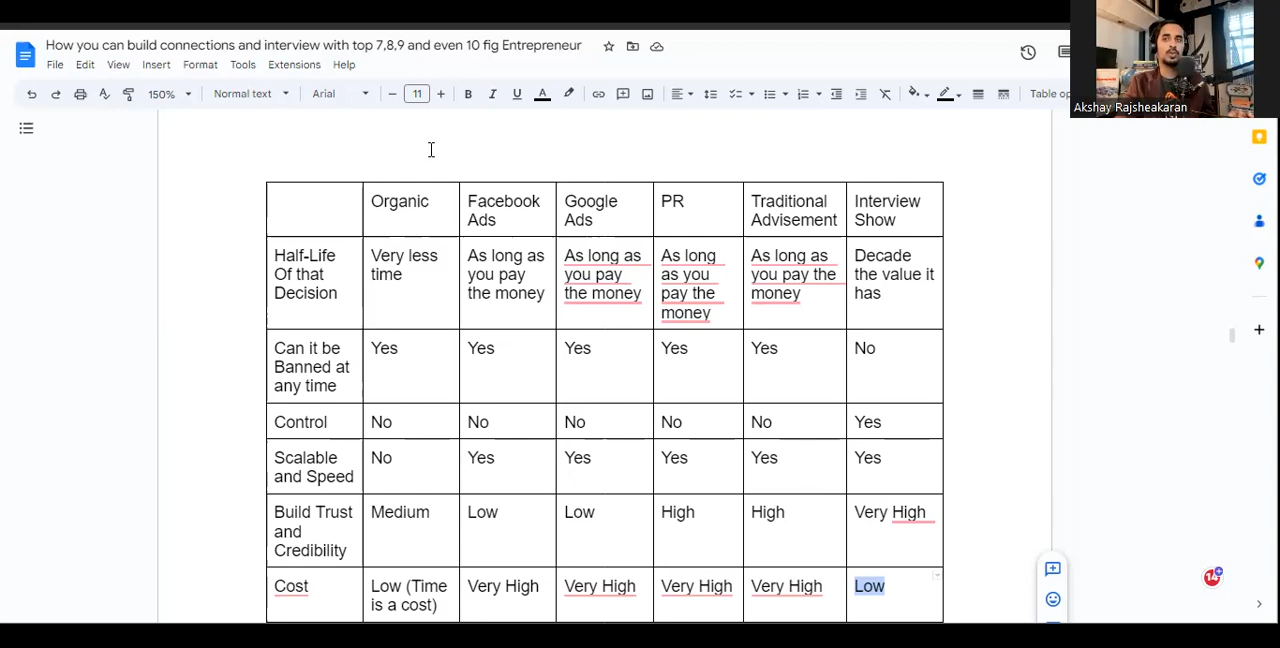 How you can build connections and interview with top 7,8,9 and even 10 fig Entrepreneur
File Edit View Insert Format Tools Extensions Help
150% Normal text Arial 11 B I U A Table op
Akshay Rajsheakaran
Organic
Facebook
Ads
Google
Ads
PR
Traditional
Advisement
Interview
Show
Half-Life
Of that
Decision
Very less
time
As long as
you pay
the money
As long as
you pay
the money
As long
as you
pay the
money
As long as
you pay the
money
Decade
the value it
has
Can it be
Banned at
any time
Yes
Yes
Yes
Yes
Yes
No
Control
No
No
No
No
No
Yes
Scalable
and Speed
No
Yes
Yes
Yes
Yes
Yes
Build Trust
and
Credibility
Medium
Low
Low
High
High
Very High
Cost
Low (Time
is a cost)
Very High
Very High
Very High
Very High
Low
14